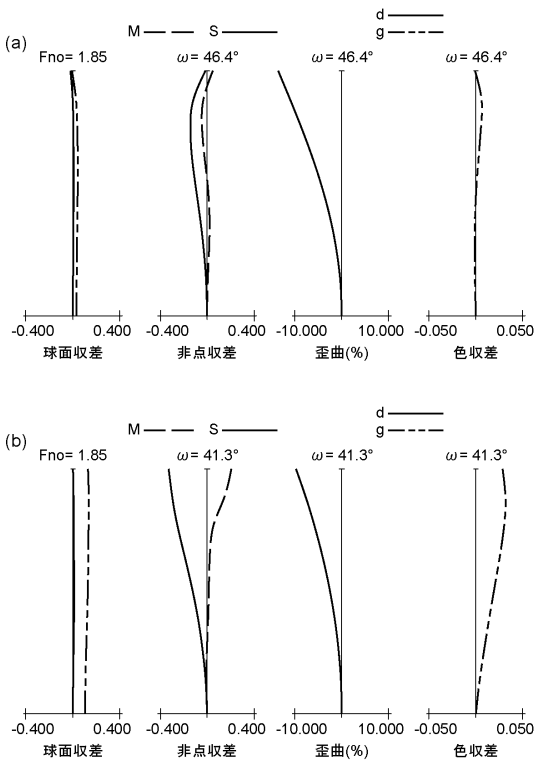 d
M S g
(a)
Fno= 1.85 ω= 46.4° ω= 46.4° ω= 46.4°
-0.400 0.400 -0.400 0.400 -10.000 10.000 -0.050 0.050
球面収差 非点収差 歪曲(%) 色収差
d
M S g
(b)
Fno= 1.85 ω= 41.3° ω= 41.3° ω= 41.3°
-0.400 0.400 -0.400 0.400 -10.000 10.000 -0.050 0.050
球面収差 非点収差 歪曲(%) 色収差